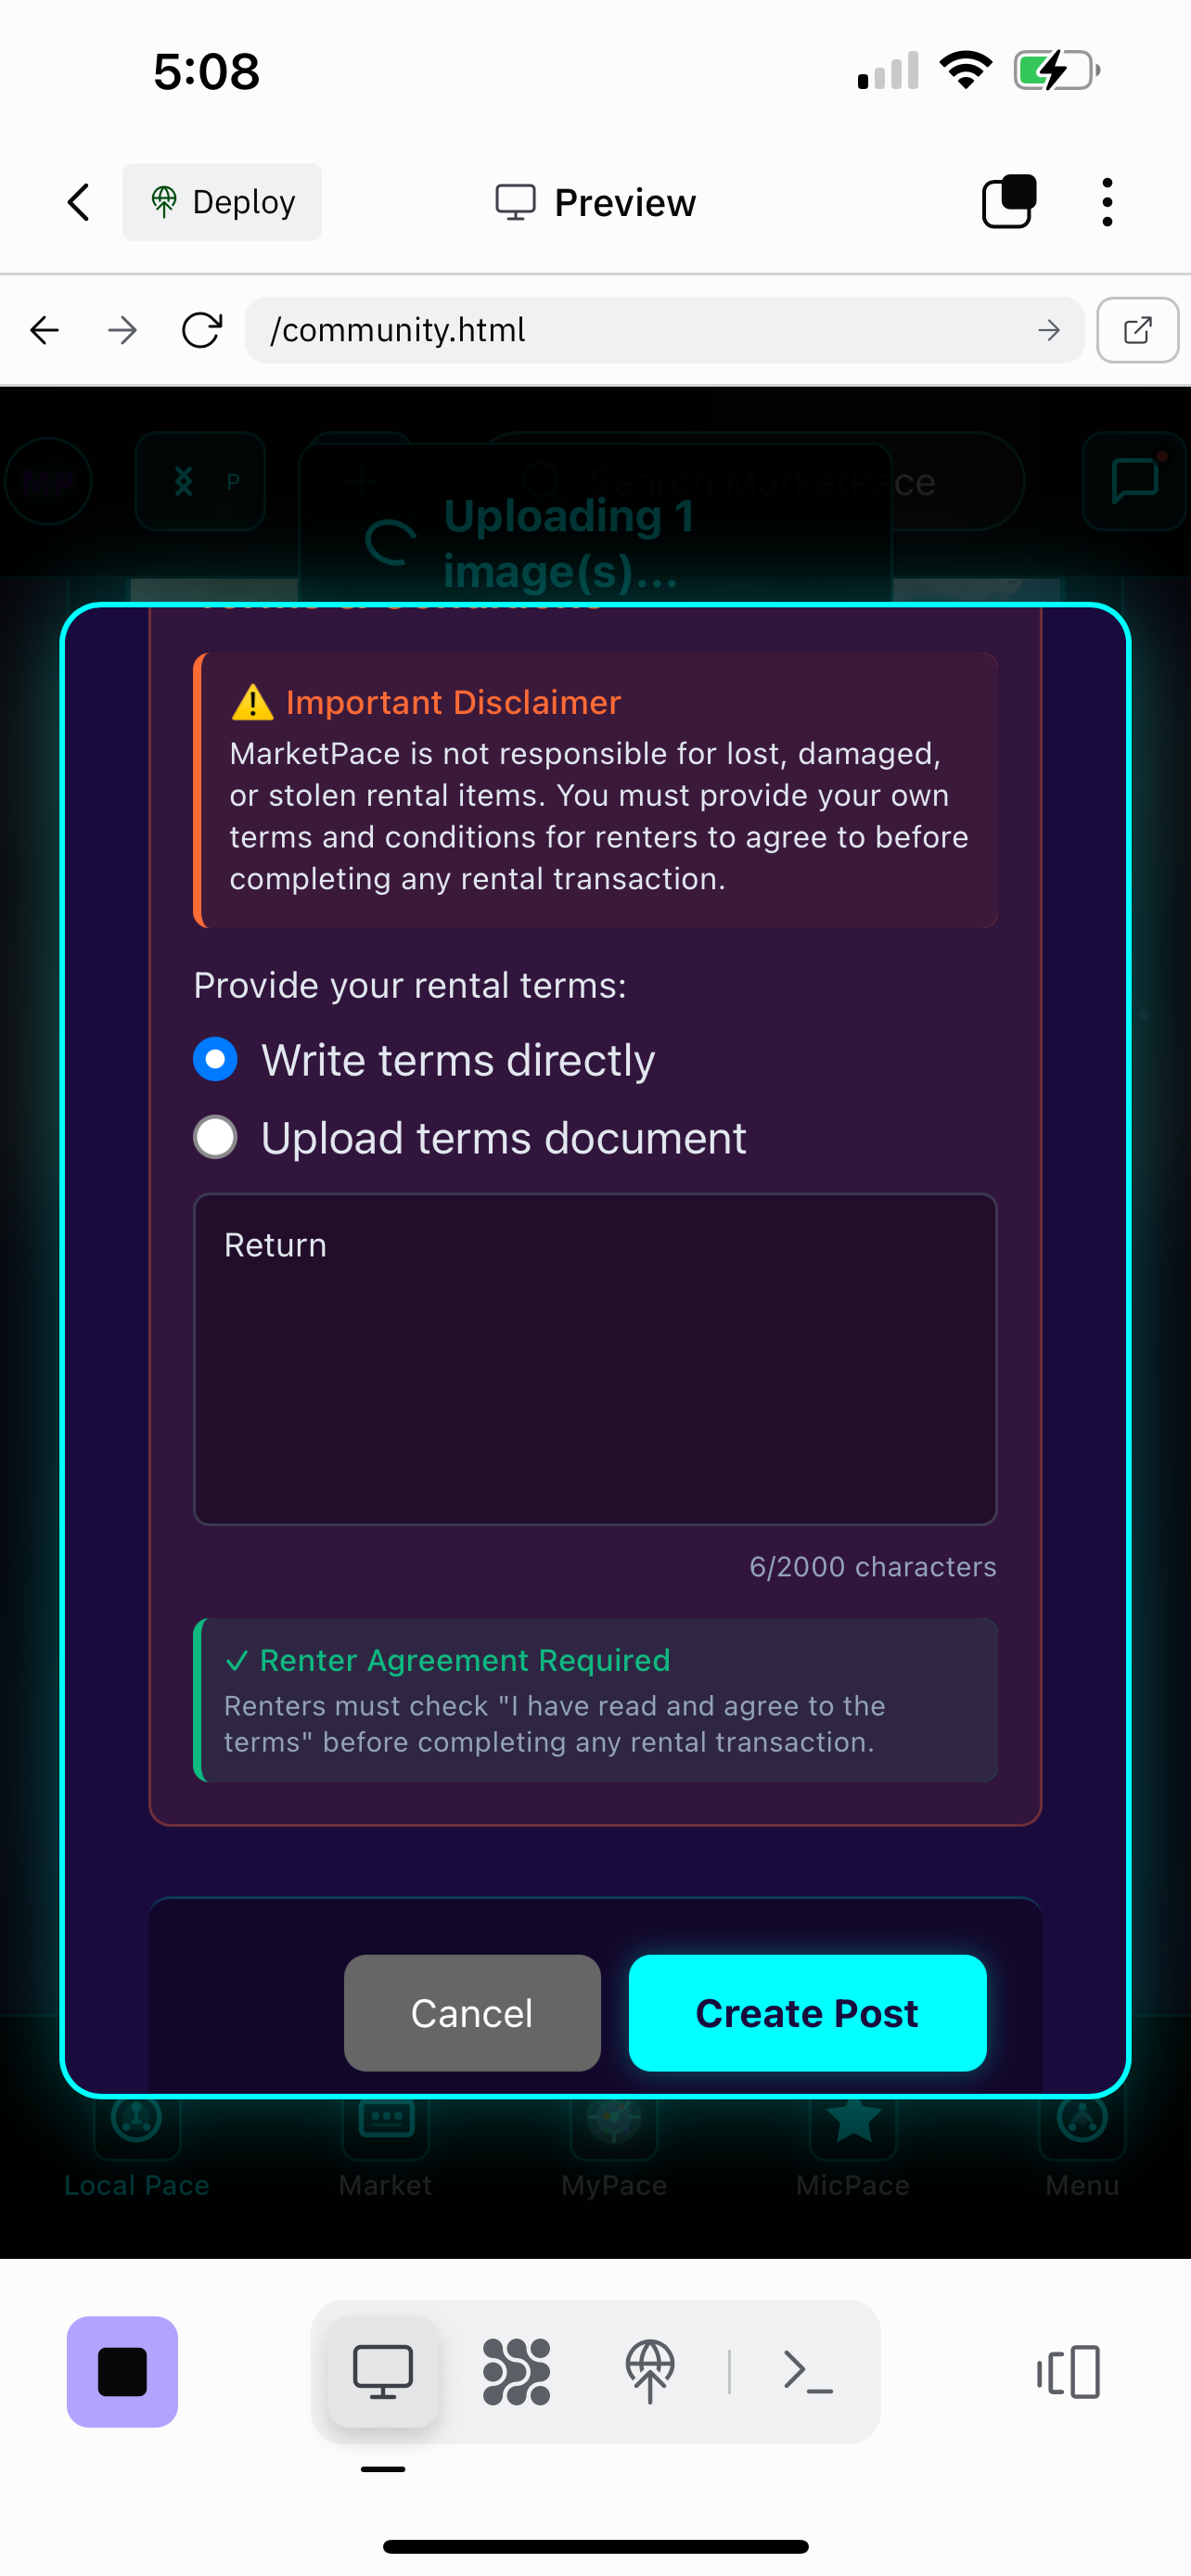 5:08
Deploy
Preview
/community.html
P
Search MarketPace
Uploading 1
image(s)...
Terms & Conditions
⚠️ Important Disclaimer
MarketPace is not responsible for lost, damaged,
or stolen rental items. You must provide your own
terms and conditions for renters to agree to before
completing any rental transaction.
Provide your rental terms:
Write terms directly
Upload terms document
Return
6/2000 characters
✓ Renter Agreement Required
Renters must check "I have read and agree to the
terms" before completing any rental transaction.
Cancel
Create Post
Local Pace
Market
MyPace
MicPace
Menu